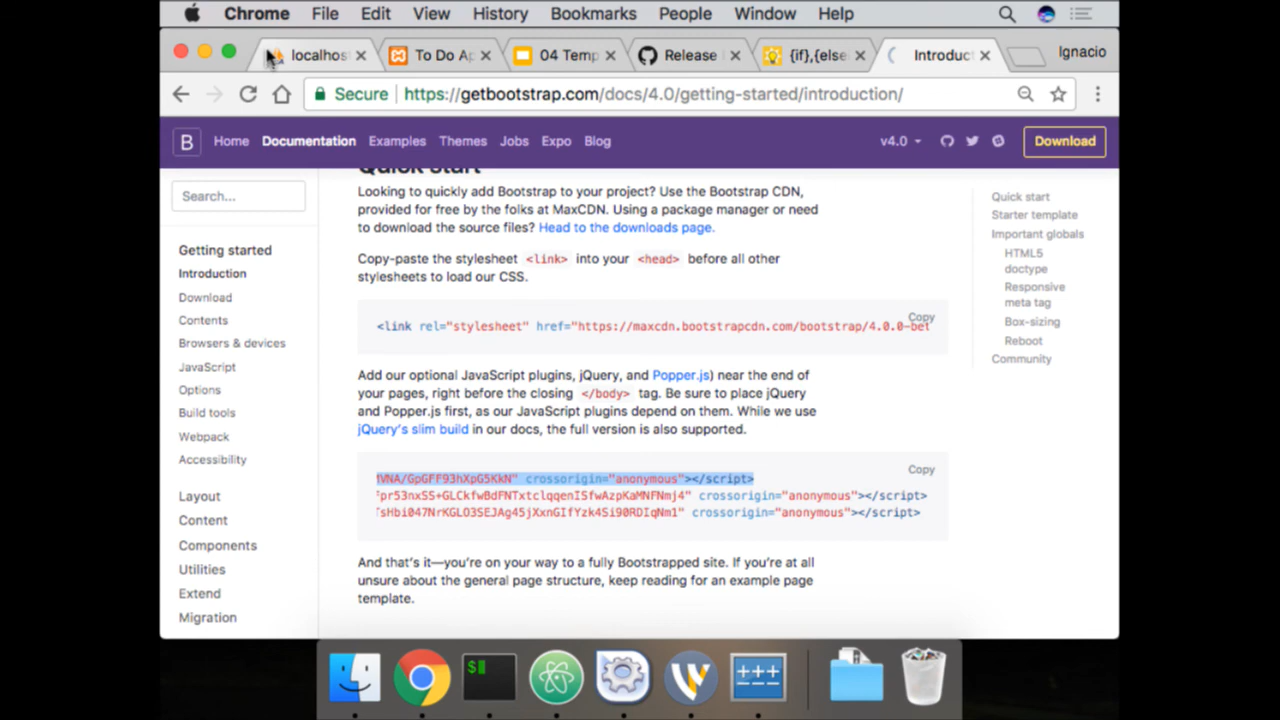 Chrome File Edit View History Bookmarks People Window Help
localhos To Do Ap 04 Temp Release {if},{else Introduct Ignacio
Secure https://getbootstrap.com/docs/4.0/getting-started/introduction/
B Home Documentation Examples Themes Jobs Expo Blog v4.0 Download
Search...
Getting started
Introduction
Download
Contents
Browsers & devices
JavaScript
Options
Build tools
Webpack
Accessibility
Layout
Content
Components
Utilities
Extend
Migration
Quick start
Looking to quickly add Bootstrap to your project? Use the Bootstrap CDN,
provided for free by the folks at MaxCDN. Using a package manager or need
to download the source files? Head to the downloads page.
Copy-paste the stylesheet <link> into your <head> before all other
stylesheets to load our CSS.
Copy
<link rel="stylesheet" href="https://maxcdn.bootstrapcdn.com/bootstrap/4.0.0-bet
Add our optional JavaScript plugins, jQuery, and Popper.js) near the end of
your pages, right before the closing </body> tag. Be sure to place jQuery
and Popper.js first, as our JavaScript plugins depend on them. While we use
jQuery's slim build in our docs, the full version is also supported.
Copy
VNA/GpGFF93hXpG5KkN" crossorigin="anonymous"></script>
pr53nxSS+GLCkfwBdFNTxtclqqenISfwAzpKaMNFNmj4" crossorigin="anonymous"></script>
sHbi047NrKGLO3SEJAg45jXxnGIfYzk4Si90RDIqNm1" crossorigin="anonymous"></script>
And that's it—you're on your way to a fully Bootstrapped site. If you're at all
unsure about the general page structure, keep reading for an example page
template.
Quick start
Starter template
Important globals
HTML5
doctype
Responsive
meta tag
Box-sizing
Reboot
Community
$
+++